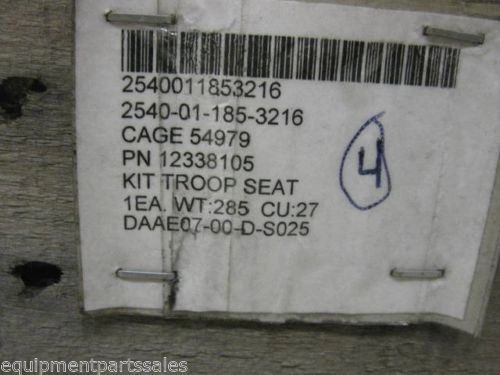 2540011853216
2540-01-185-3216
CAGE 54979
PN 12338105
KIT TROOP SEAT
1EA. WT:285 CU:27
DAAE07-00-D-S025
4
equipmentpartssales